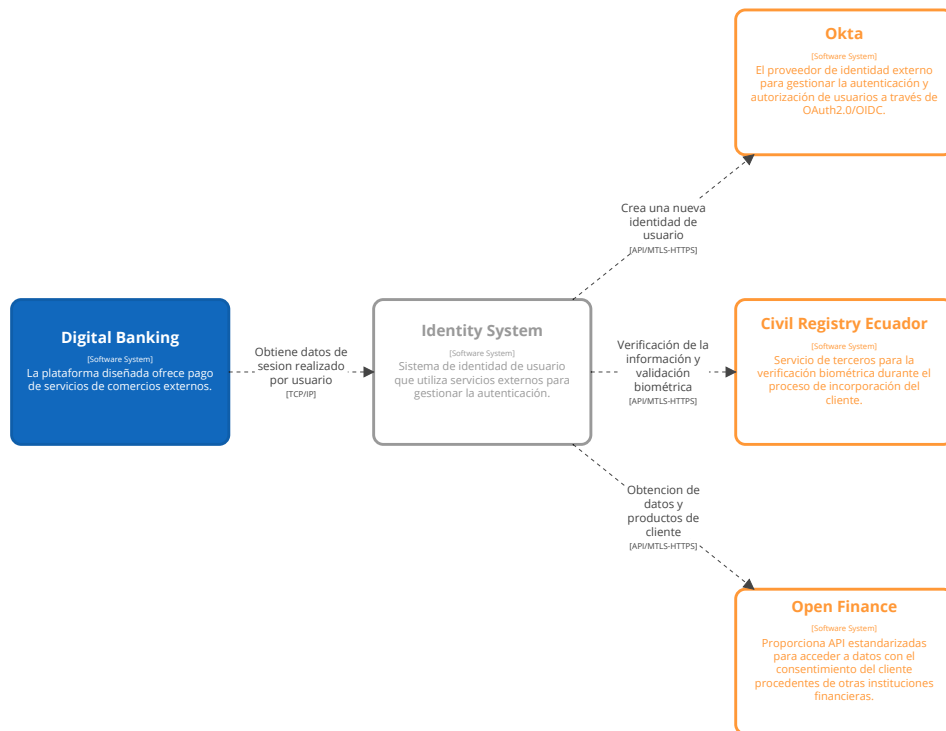 Okta
[Software System]
El proveedor de identidad externo
para gestionar la autenticación y
autorización de usuarios a través de
OAuth2.0/OIDC.
Crea una nueva
identidad de
usuario
[API/MTLS-HTTPS]
Digital Banking
[Software System]
La plataforma diseñada ofrece pago
de servicios de comercios externos.
Obtiene datos de
sesion realizado
por usuario
[TCP/IP]
Identity System
[Software System]
Sistema de identidad de usuario
que utiliza servicios externos para
gestionar la autenticación.
Verificación de la
información y
validación
biométrica
[API/MTLS-HTTPS]
Civil Registry Ecuador
[Software System]
Servicio de terceros para la
verificación biométrica durante el
proceso de incorporación del
cliente.
Obtencion de
datos y
productos de
cliente
[API/MTLS-HTTPS]
Open Finance
[Software System]
Proporciona API estandarizadas
para acceder a datos con el
consentimiento del cliente
procedentes de otras instituciones
financieras.